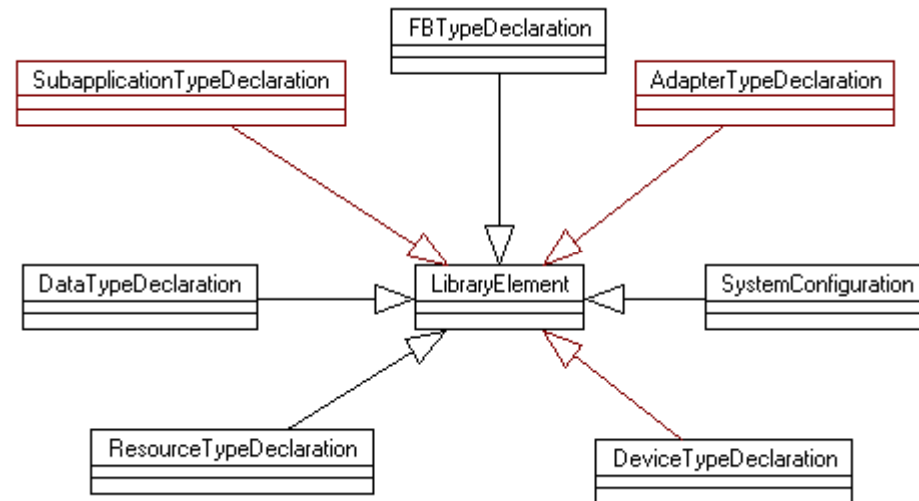 FBTypeDeclaration
SubapplicationTypeDeclaration
AdapterTypeDeclaration
DataTypeDeclaration
LibraryElement
SystemConfiguration
ResourceTypeDeclaration
DeviceTypeDeclaration